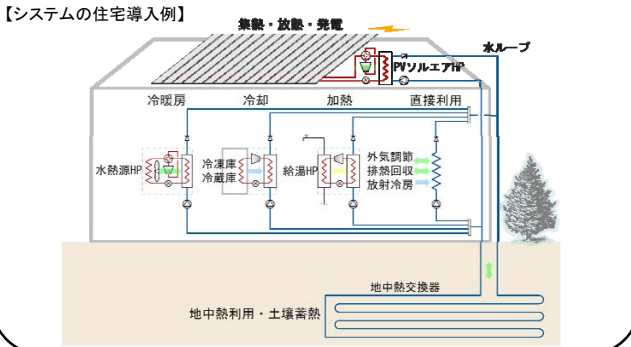 【システムの住宅導入例】
集熱・放熱・発電
水ループ
PVソルエアHP
冷暖房
冷却
加熱
直接利用
水熱源HP
冷凍庫
冷蔵庫
給湯HP
外気調節
排熱回収
放射冷房
地中熱交換器
地中熱利用・土壌蓄熱